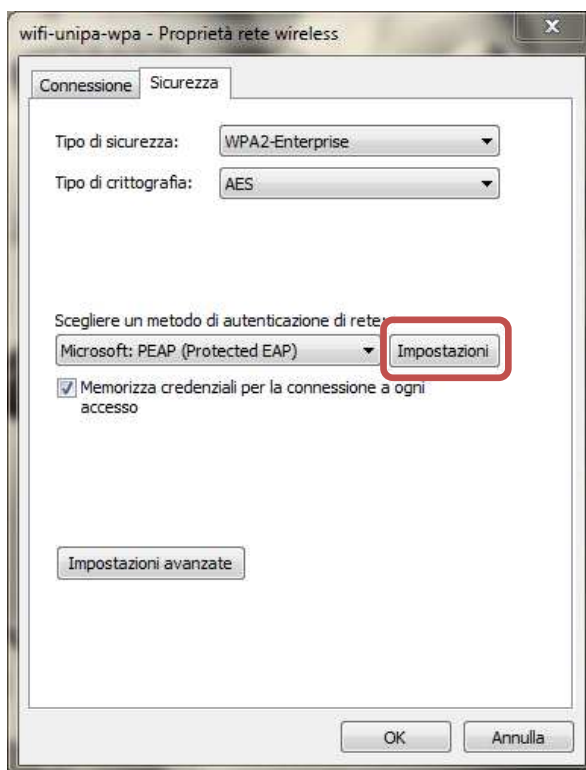 wifi-unipa-wpa - Proprietà rete wireless
x
Connessione
Sicurezza
Tipo di sicurezza:
WPA2-Enterprise
Tipo di crittografia:
AES
Scegliere un metodo di autenticazione di rete:
Microsoft: PEAP (Protected EAP)
Impostazioni
Memorizza credenziali per la connessione a ogni
accesso
Impostazioni avanzate
OK
Annulla